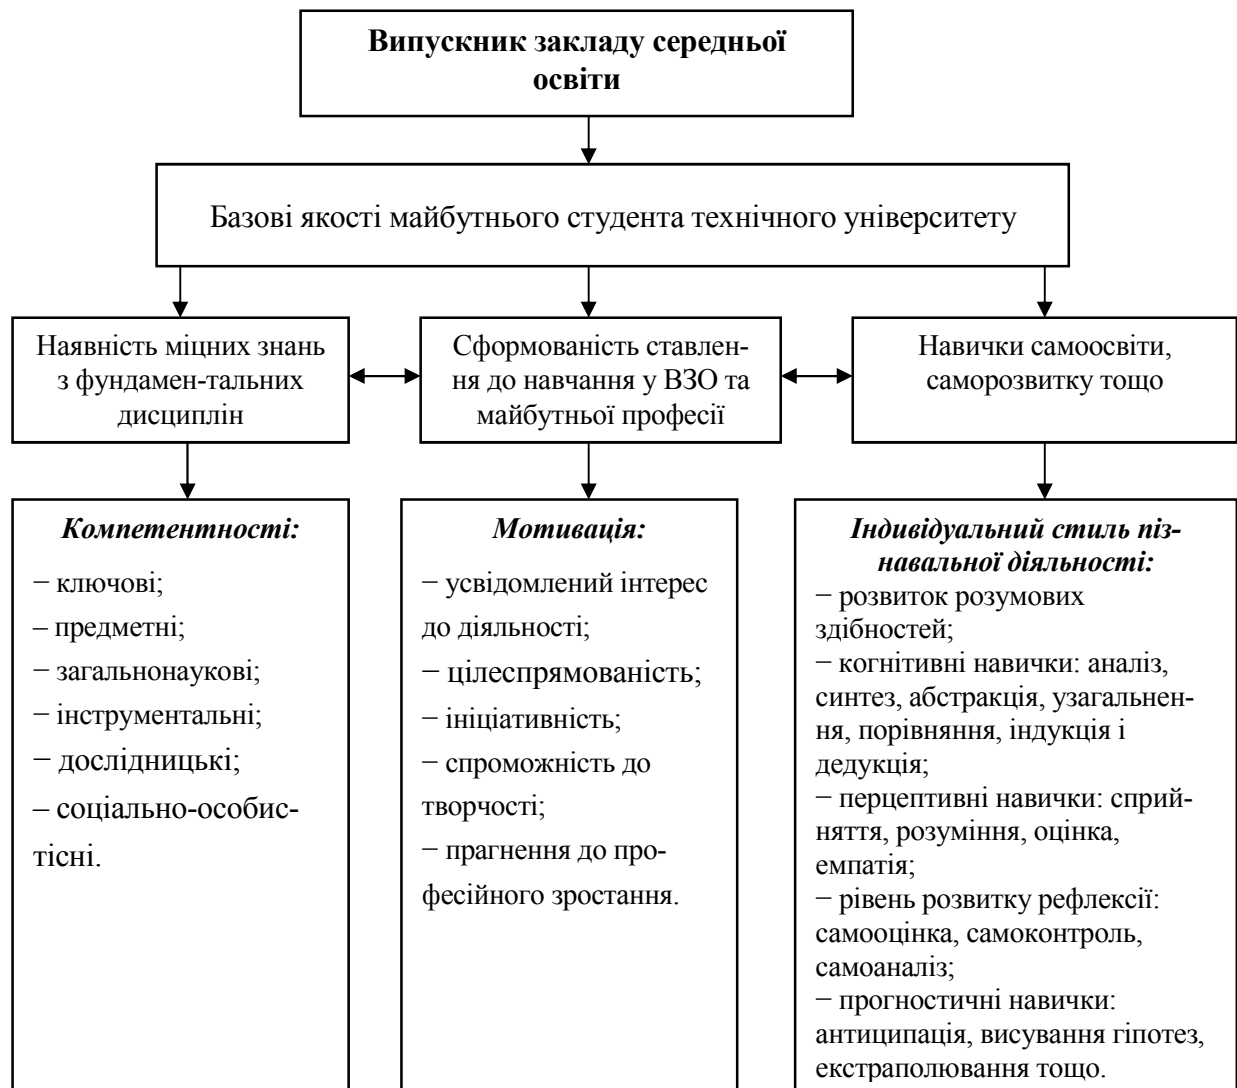 Випускник закладу середньої
освіти
Базові якості майбутнього студента технічного університету
Наявність міцних знань
з фундамен-тальних
дисциплін
Сформованість ставлен-
ня до навчання у ВЗО та
майбутньої професії
Навички самоосвіти,
саморозвитку тощо
Компетентності:
− ключові;
– предметні;
− загальнонаукові;
− інструментальні;
− дослідницькі;
– соціально-особис-
тісні.
Мотивація:
− усвідомлений інтерес
до діяльності;
− цілеспрямованість;
− ініціативність;
− спроможність до
творчості;
− прагнення до про-
фесійного зростання.
Індивідуальний стиль піз-
навальної діяльності:
− розвиток розумових
здібностей;
− когнітивні навички: аналіз,
синтез, абстракція, узагальнен-
ня, порівняння, індукція і
дедукція;
− перцептивні навички: сприй-
няття, розуміння, оцінка,
емпатія;
− рівень розвитку рефлексії:
самооцінка, самоконтроль,
самоаналіз;
− прогностичні навички:
антиципація, висування гіпотез,
екстраполювання тощо.